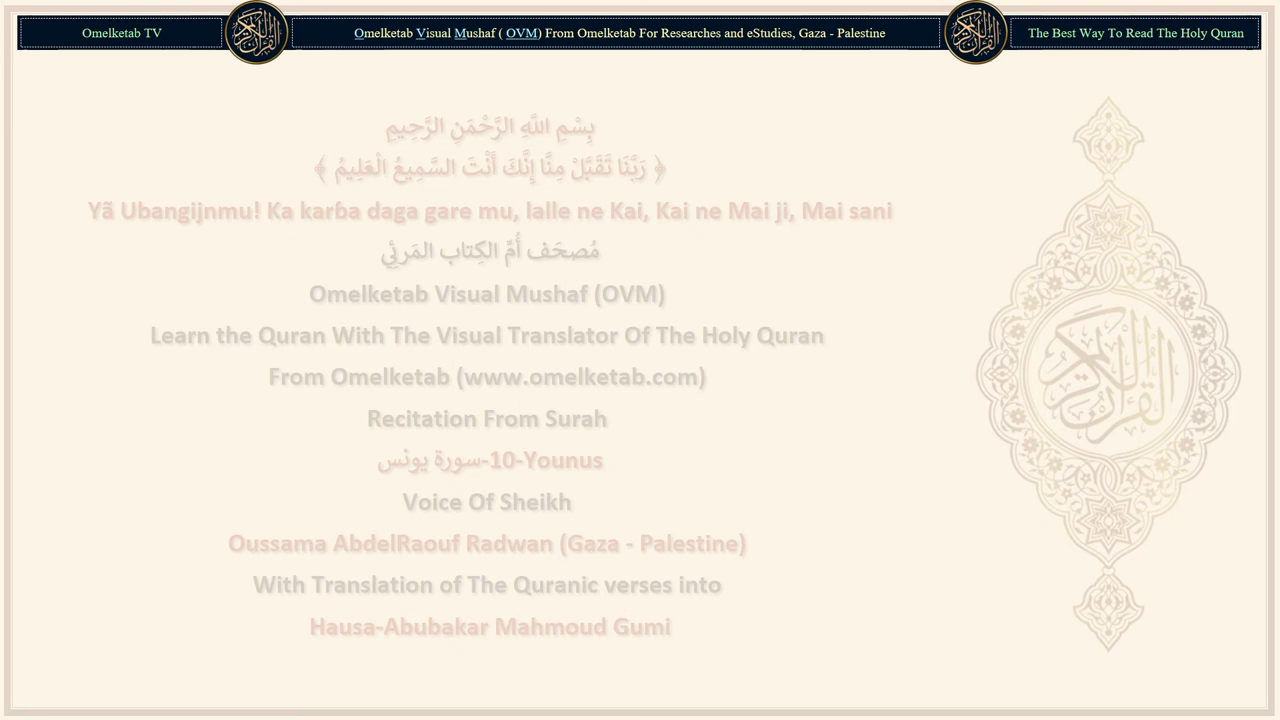 Omelketab TV
Omelketab Visual Mushaf ( OVM) From Omelketab For Researches and eStudies, Gaza - Palestine
The Best Way To Read The Holy Quran
بِسْمِ اللَّهِ الرَّحْمَنِ الرَّحِيمِ
﴿ رَبَّنَا تَقَبَّلْ مِنَّا إِنَّكَ أَنْتَ السَّمِيعُ الْعَلِيمُ ﴾
Yã Ubangijnmu! Ka karɓa daga gare mu, lalle ne Kai, Kai ne Mai ji, Mai sani
مُصحَف أُمِّ الكِتاب المَرئِي
Omelketab Visual Mushaf (OVM)
Learn the Quran With The Visual Translator Of The Holy Quran
From Omelketab (www.omelketab.com)
Recitation From Surah
سورة يونس-10-Younus
Voice Of Sheikh
Oussama AbdelRaouf Radwan (Gaza - Palestine)
With Translation of The Quranic verses into
Hausa-Abubakar Mahmoud Gumi
القرآن الكريم